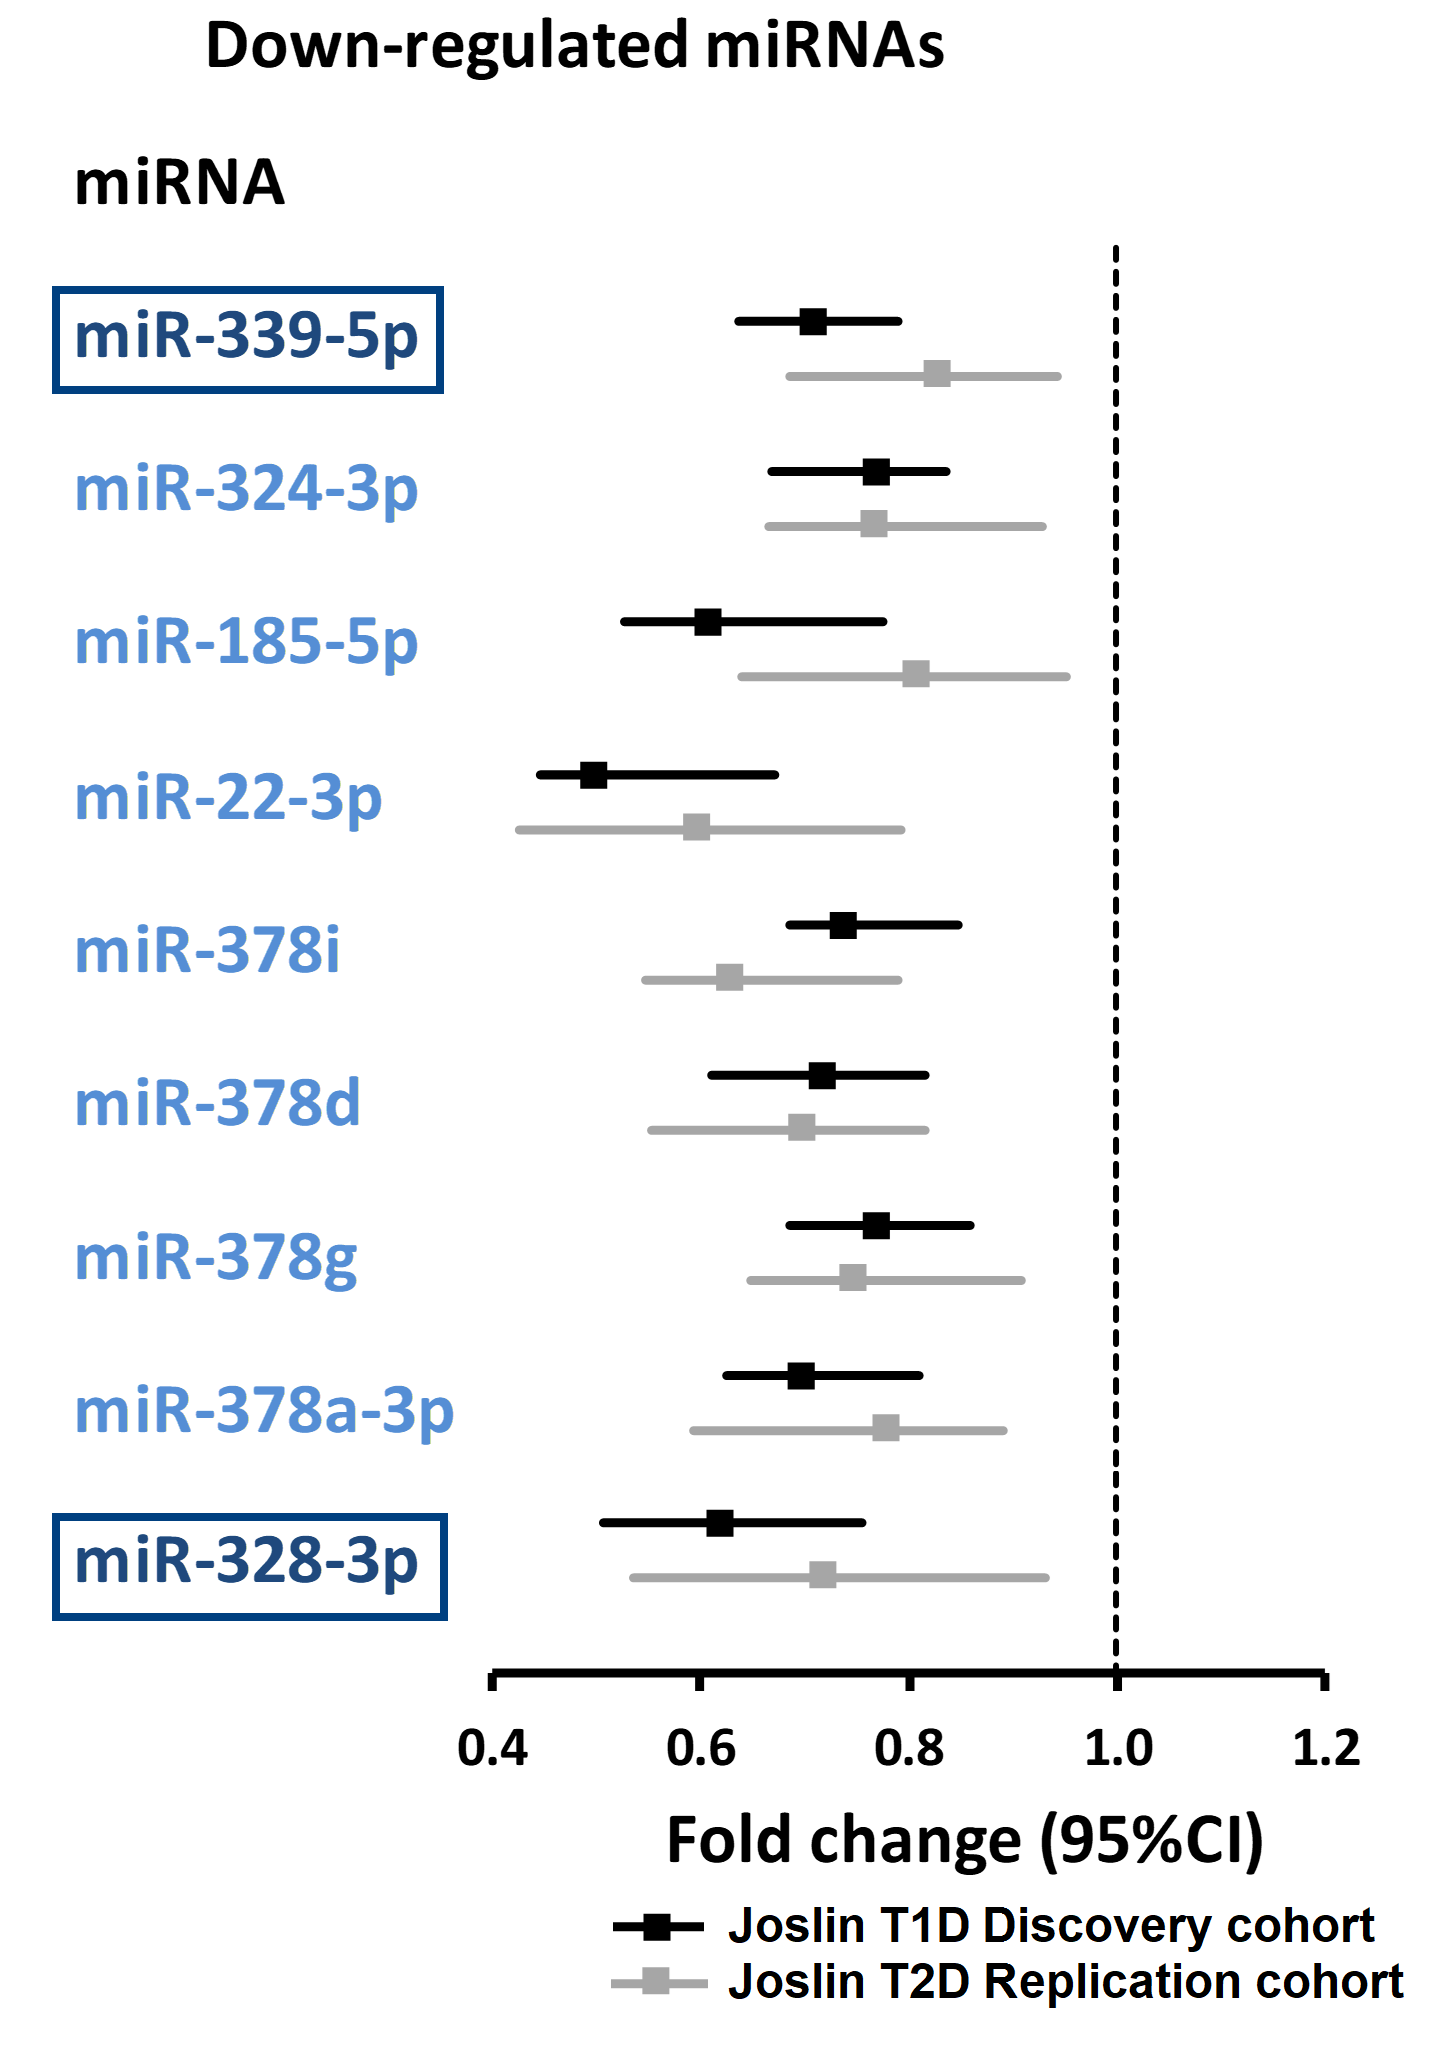 Down-regulated miRNAs
miRNA
miR-339-5p
miR-324-3p
miR-185-5p
miR-22-3p
miR-378i
miR-378d
miR-378g
miR-378a-3p
miR-328-3p
0.4 0.6 0.8 1.0 1.2
Fold change (95%CI)
Joslin T1D Discovery cohort
Joslin T2D Replication cohort